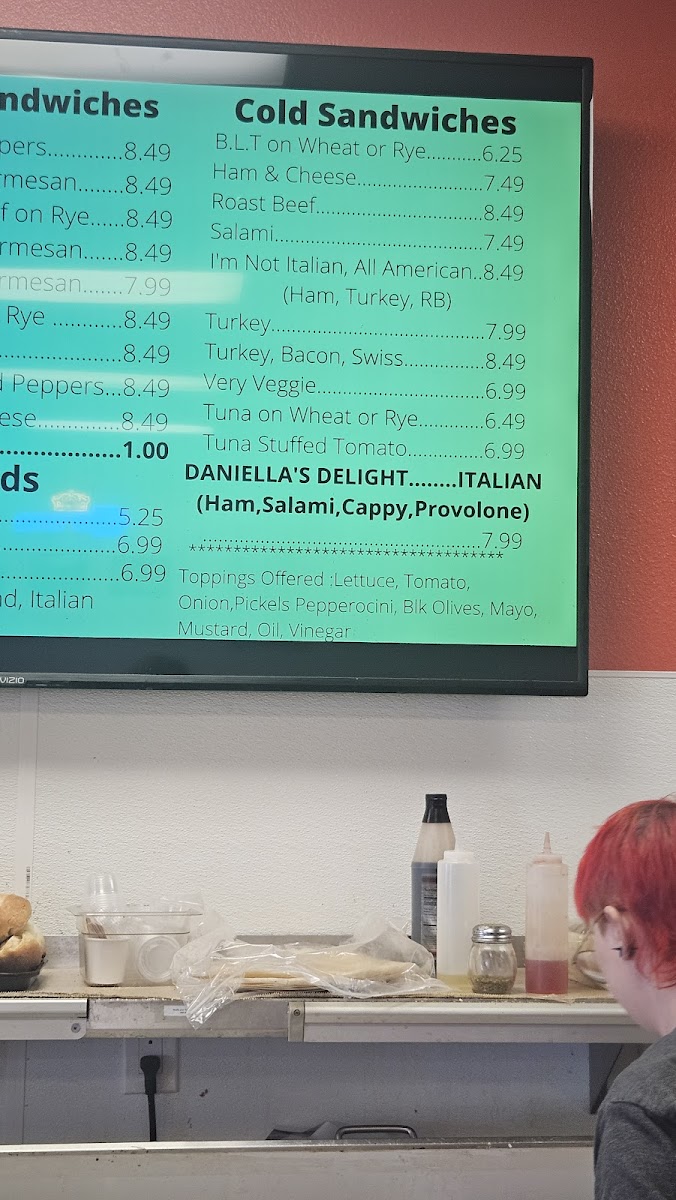 ndwiches
pers............8.49
rmesan.......8.49
f on Rye......8.49
rmesan.......8.49
rmesan.......7.99
Rye ............8.49
....................8.49
d Peppers...8.49
ese..............8.49
....................1.00
ds
.....................5.25
.....................6.99
.....................6.99
d, Italian
Cold Sandwiches
B.L.T on Wheat or Rye..........6.25
Ham & Cheese.......................7.49
Roast Beef..............................8.49
Salami.....................................7.49
I'm Not Italian, All American..8.49
(Ham, Turkey, RB)
Turkey......................................7.99
Turkey, Bacon, Swiss..............8.49
Very Veggie..............................6.99
Tuna on Wheat or Rye...........6.49
Tuna Stuffed Tomato..............6.99
DANIELLA'S DELIGHT........ITALIAN
(Ham,Salami,Cappy,Provolone)
..................................................7.99
***********************************
Toppings Offered :Lettuce, Tomato,
Onion,Pickels Pepperocini, Blk Olives, Mayo,
Mustard, Oil, Vinegar
VIZIO